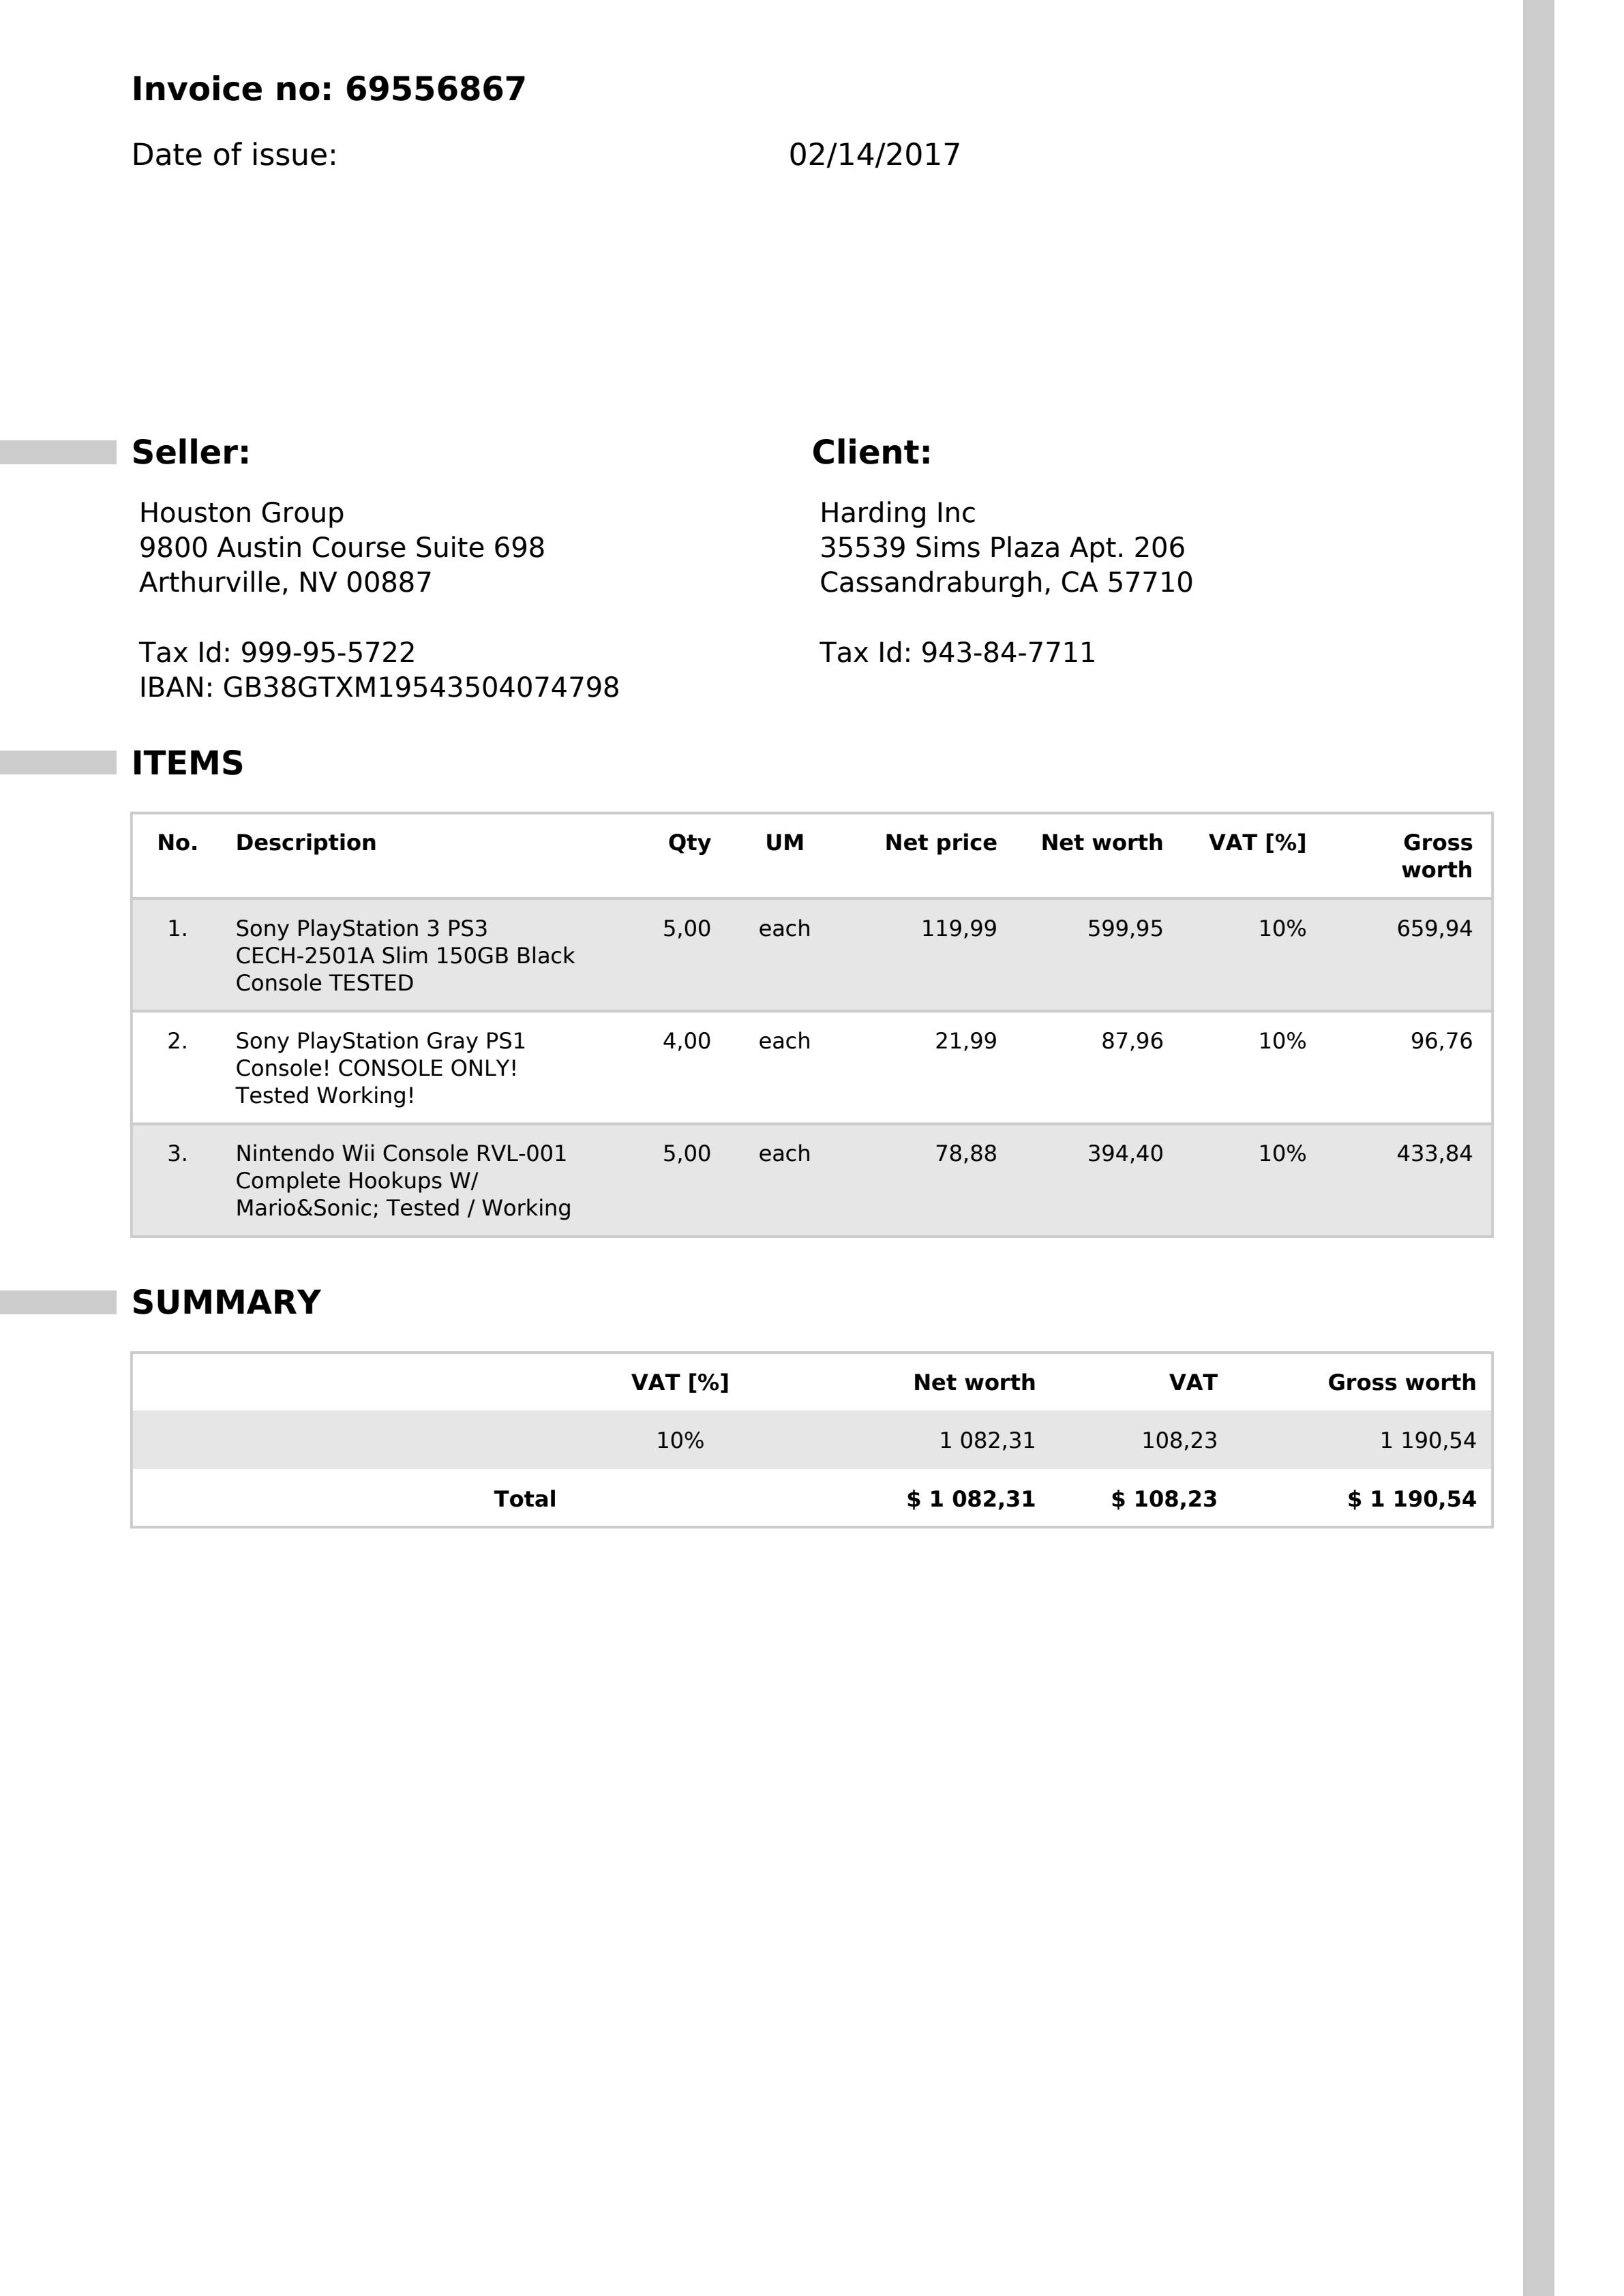 Invoice no: 69556867
Date of issue: 02/14/2017
Seller:
Houston Group
9800 Austin Course Suite 698
Arthurville, NV 00887
Tax Id: 999-95-5722
IBAN: GB38GTXM19543504074798
Client:
Harding Inc
35539 Sims Plaza Apt. 206
Cassandraburgh, CA 57710
Tax Id: 943-84-7711
ITEMS
No. Description Qty UM Net price Net worth VAT [%] Gross
worth
1. Sony PlayStation 3 PS3 5,00 each 119,99 599,95 10% 659,94
CECH-2501A Slim 150GB Black
Console TESTED
2. Sony PlayStation Gray PS1 4,00 each 21,99 87,96 10% 96,76
Console! CONSOLE ONLY!
Tested Working!
3. Nintendo Wii Console RVL-001 5,00 each 78,88 394,40 10% 433,84
Complete Hookups W/
Mario&Sonic; Tested / Working
SUMMARY
VAT [%] Net worth VAT Gross worth
10% 1 082,31 108,23 1 190,54
Total $ 1 082,31 $ 108,23 $ 1 190,54